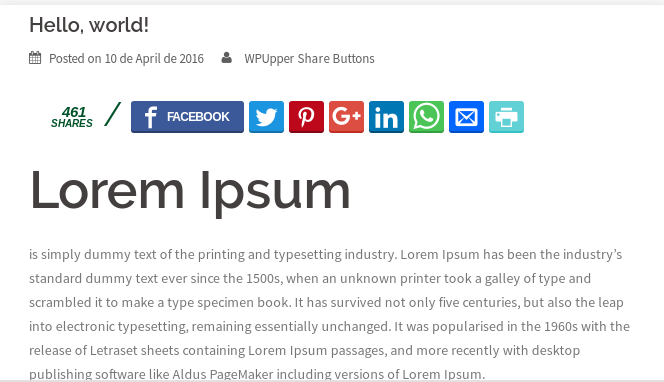 Hello, world!
Posted on 10 de April de 2016 WPUpper Share Buttons
461
SHARES
FACEBOOK
Lorem Ipsum
is simply dummy text of the printing and typesetting industry. Lorem Ipsum has been the industry’s
standard dummy text ever since the 1500s, when an unknown printer took a galley of type and
scrambled it to make a type specimen book. It has survived not only five centuries, but also the leap
into electronic typesetting, remaining essentially unchanged. It was popularised in the 1960s with the
release of Letraset sheets containing Lorem Ipsum passages, and more recently with desktop
publishing software like Aldus PageMaker including versions of Lorem Ipsum.